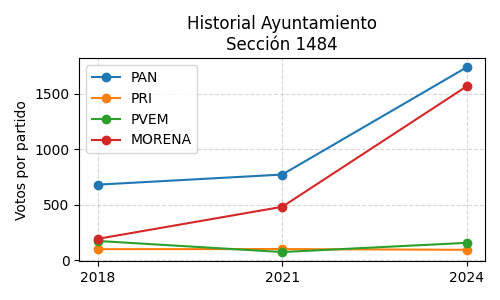 Historial Ayuntamiento
Sección 1484
PAN
PRI
PVEM
MORENA
Votos por partido
1500
1000
500
0
2018
2021
2024